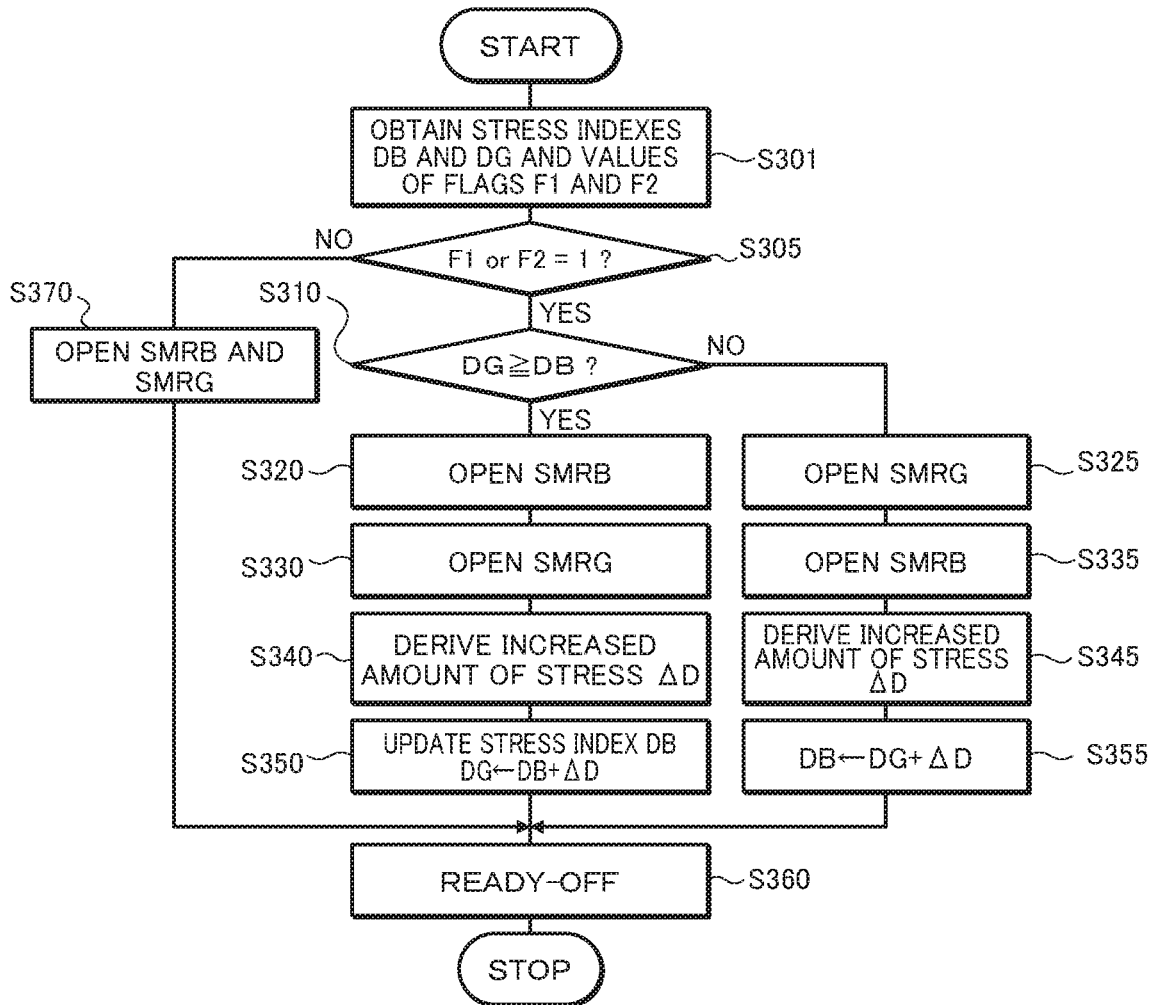 START
OBTAIN STRESS INDEXES
DB AND DG AND VALUES
OF FLAGS F1 AND F2
S301
NO
F1 or F2 = 1 ?
S305
S370
S310
YES
OPEN SMRB AND
SMRG
DG≧DB ?
NO
YES
S320
OPEN SMRB
OPEN SMRG
S325
S330
OPEN SMRG
OPEN SMRB
S335
S340
DERIVE INCREASED
AMOUNT OF STRESS ΔD
DERIVE INCREASED
AMOUNT OF STRESS
ΔD
S345
S350
UPDATE STRESS INDEX DB
DG←DB+ΔD
DB←DG+ΔD
S355
READY-OFF
S360
STOP